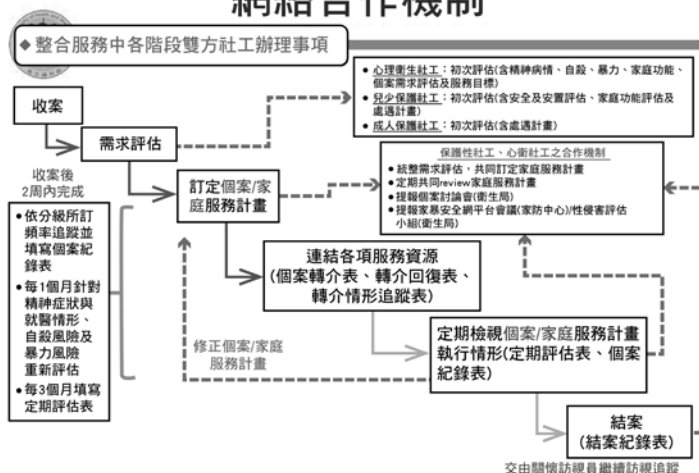 網絡合作機制
◆整合服務中各階段雙方社工辦理事項
●心理衛生社工：初次評估(含精神病情、自殺、暴力、家庭功能、
個案需求評估及服務目標)
●兒少保護社工：初次評估(含安全及安置評估、家庭功能評估及
處遇計畫)
●成人保護社工：初次評估(含處遇計畫)
收案
需求評估
收案後
2周內完成
訂定個案/家
庭服務計畫
保護性社工、心衛社工之合作機制
●統整需求評估，共同訂定家庭服務計畫
●定期共同review家庭服務計畫
●提報個案討論會(衛生局)
●提報家暴安全網平台會議(家防中心)/性侵害評估
小組(衛生局)
●依分級所訂
頻率追蹤並
填寫個案紀
錄表
●每1個月針對
精神症狀與
就醫情形、
自殺風險及
暴力風險
重新評估
●每3個月填寫
定期評估表
連結各項服務資源
(個案轉介表、轉介回復表、
轉介情形追蹤表)
修正個案/家庭
服務計畫
定期檢視個案/家庭服務計畫
執行情形(定期評估表、個案
紀錄表)
結案
(結案紀錄表)
交由關懷訪視員繼續訪視追蹤